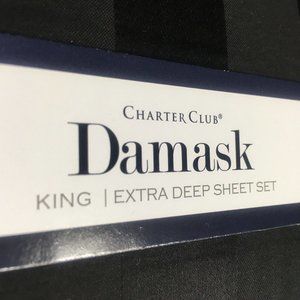 CHARTER CLUB®
Damask
KING | EXTRA DEEP SHEET SET